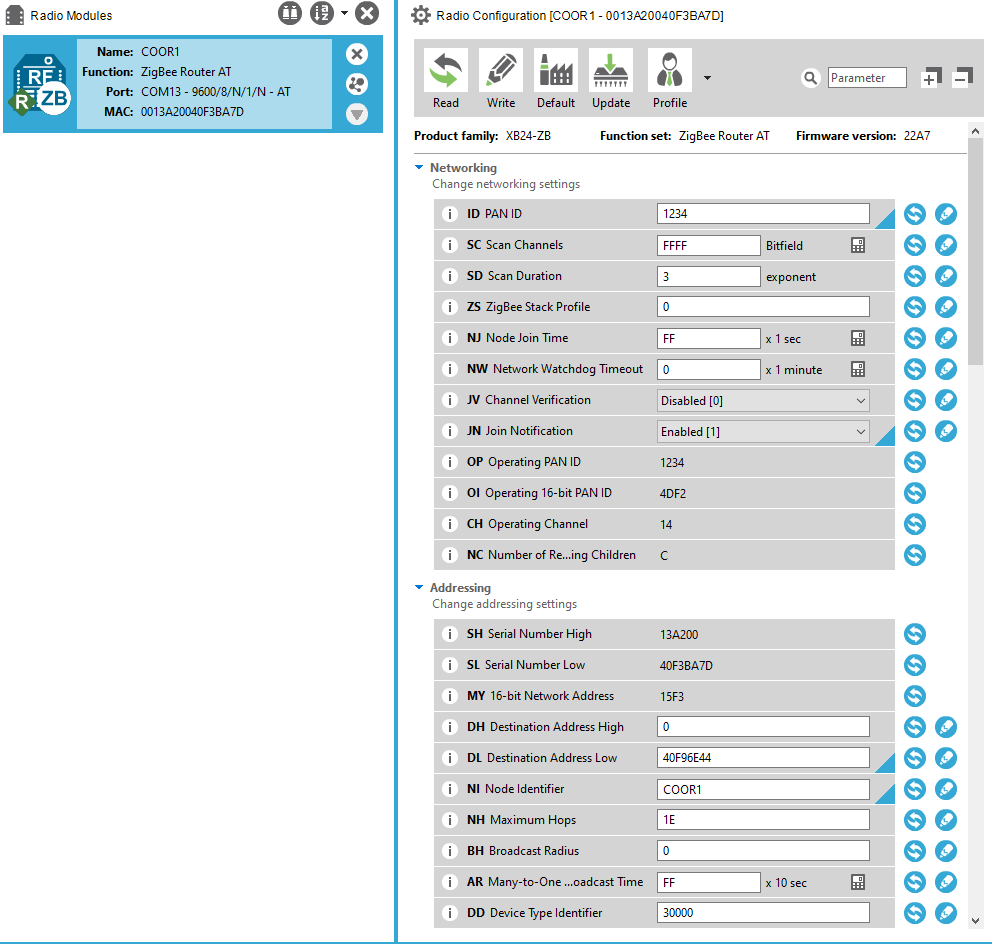 Radio Modules
Name: COOR1
Function: ZigBee Router AT
Port: COM13 - 9600/8/N/1/N - AT
MAC: 0013A20040F3BA7D
RF
R
ZB
Radio Configuration [COOR1 - 0013A20040F3BA7D]
Read Write Default Update Profile
Parameter
Product family: XB24-ZB Function set: ZigBee Router AT Firmware version: 22A7
Networking
Change networking settings
i ID PAN ID 1234
i SC Scan Channels FFFF Bitfield
i SD Scan Duration 3 exponent
i ZS ZigBee Stack Profile 0
i NJ Node Join Time FF x 1 sec
i NW Network Watchdog Timeout 0 x 1 minute
i JV Channel Verification Disabled [0]
i JN Join Notification Enabled [1]
i OP Operating PAN ID 1234
i OI Operating 16-bit PAN ID 4DF2
i CH Operating Channel 14
i NC Number of Re...ing Children C
Addressing
Change addressing settings
i SH Serial Number High 13A200
i SL Serial Number Low 40F3BA7D
i MY 16-bit Network Address 15F3
i DH Destination Address High 0
i DL Destination Address Low 40F96E44
i NI Node Identifier COOR1
i NH Maximum Hops 1E
i BH Broadcast Radius 0
i AR Many-to-One ...oadcast Time FF x 10 sec
i DD Device Type Identifier 30000